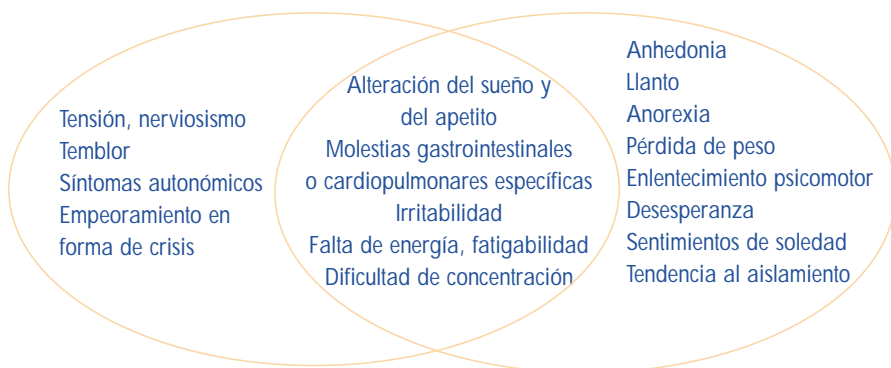 Tensión, nerviosismo
Temblor
Síntomas autonómicos
Empeoramiento en
forma de crisis
Alteración del sueño y
del apetito
Molestias gastrointestinales
o cardiopulmonares específicas
Irritabilidad
Falta de energía, fatigabilidad
Dificultad de concentración
Anhedonia
Llanto
Anorexia
Pérdida de peso
Enlentecimiento psicomotor
Desesperanza
Sentimientos de soledad
Tendencia al aislamiento